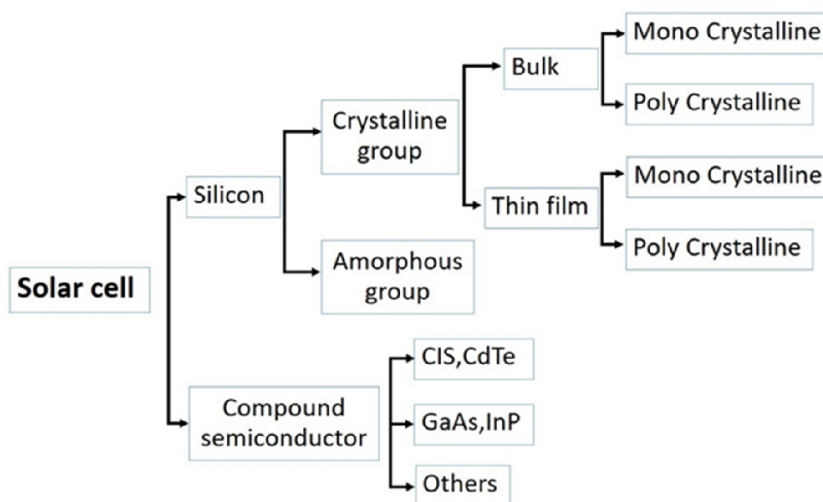 Solar cell
Silicon
Crystalline
group
Bulk
Mono Crystalline
Poly Crystalline
Thin film
Mono Crystalline
Poly Crystalline
Amorphous
group
Compound
semiconductor
CIS,CdTe
GaAs,InP
Others